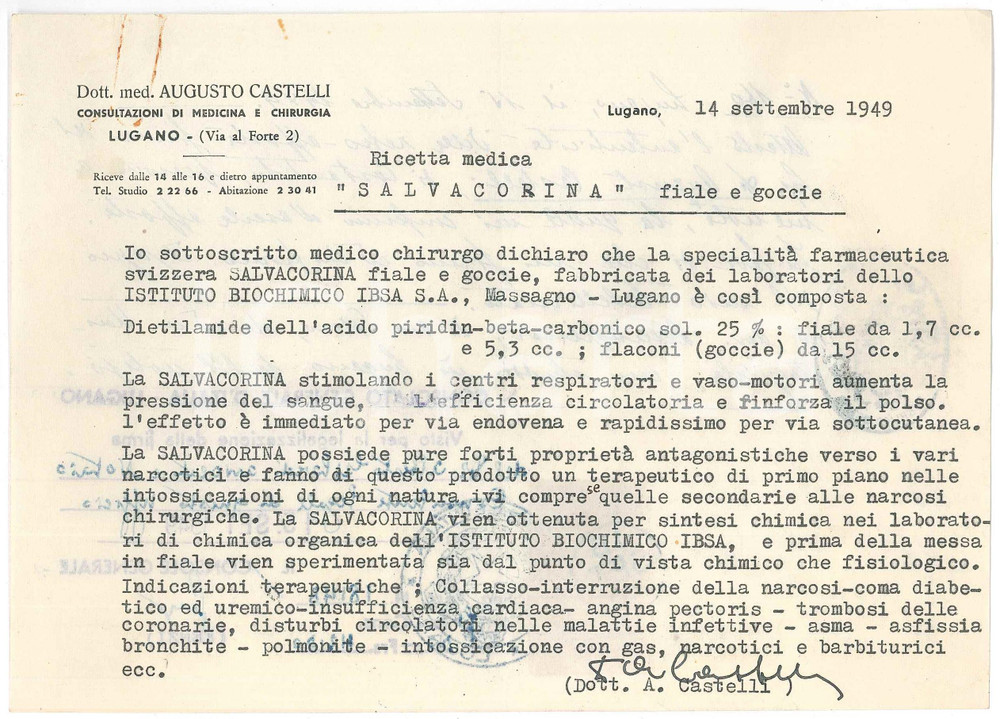 Dott. med. AUGUSTO CASTELLI
CONSULTAZIONI DI MEDICINA E CHIRURGIA
LUGANO - (Via al Forte 2)
Riceve dalle 14 alle 16 e dietro appuntamento
Tel. Studio 2 22 66 - Abitazione 2 30 41
Lugano, 14 settembre 1949
Ricetta medica
"SALVACORINA" fiale e goccie
Io sottoscritto medico chirurgo dichiaro che la specialità farmaceutica
svizzera SALVACORINA fiale e goccie, fabbricata dei laboratori dello
ISTITUTO BIOCHIMICO IBSA S.A., Massagno - Lugano è così composta :
Dietilamide dell'acido piridin-beta-carbonico sol. 25 % : fiale da 1,7 cc.
e 5,3 cc. ; flaconi (goccie) da 15 cc.
La SALVACORINA stimolando i centri respiratori e vaso-motori aumenta la
pressione del sangue, L'efficienza circolatoria e finforza il polso.
l'effetto è immediato per via endovena e rapidissimo per via sottocutanea.
La SALVACORINA possiede pure forti proprietà antagonistiche verso i vari
narcotici e fanno di questo prodotto un terapeutico di primo piano nelle
intossicazioni di ogni natura ivi comprese quelle secondarie alle narcosi
chirurgiche. La SALVACORINA vien ottenuta per sintesi chimica nei laborato-
ri di chimica organica dell'ISTITUTO BIOCHIMICO IBSA, e prima della messa
in fiale vien sperimentata sia dal punto di vista chimico che fisiologico.
Indicazioni terapeutiche ; Collasso-interruzione della narcosi-coma diabe-
tico ed uremico-insufficienza cardiaca- angina pectoris - trombosi delle
coronarie, disturbi circolatori nelle malattie infettive - asma - asfissia
bronchite - polmonite - intossicazione con gas, narcotici e barbiturici
ecc.
(Dott. A. Castelli )